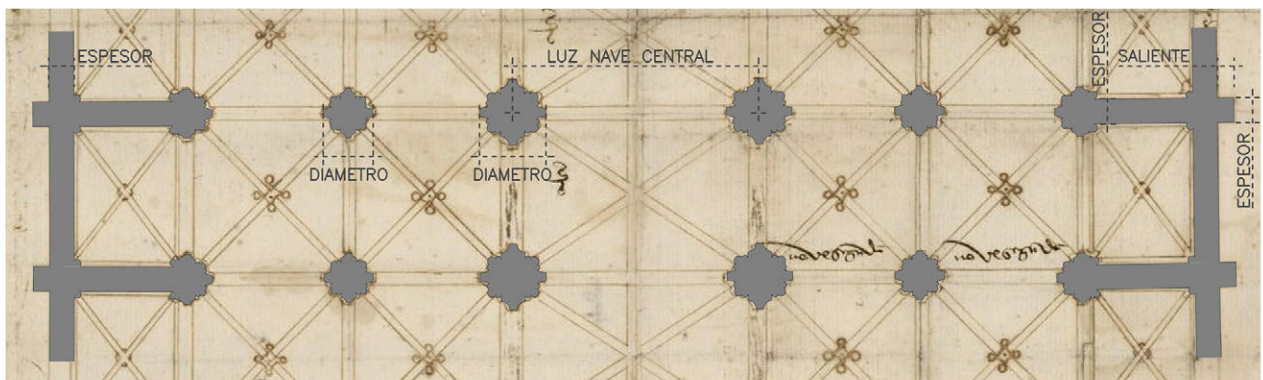 ESPESOR
LUZ NAVE CENTRAL
ESPESOR
SALIENTE
DIAMETRO
DIAMETRO
ESPESOR